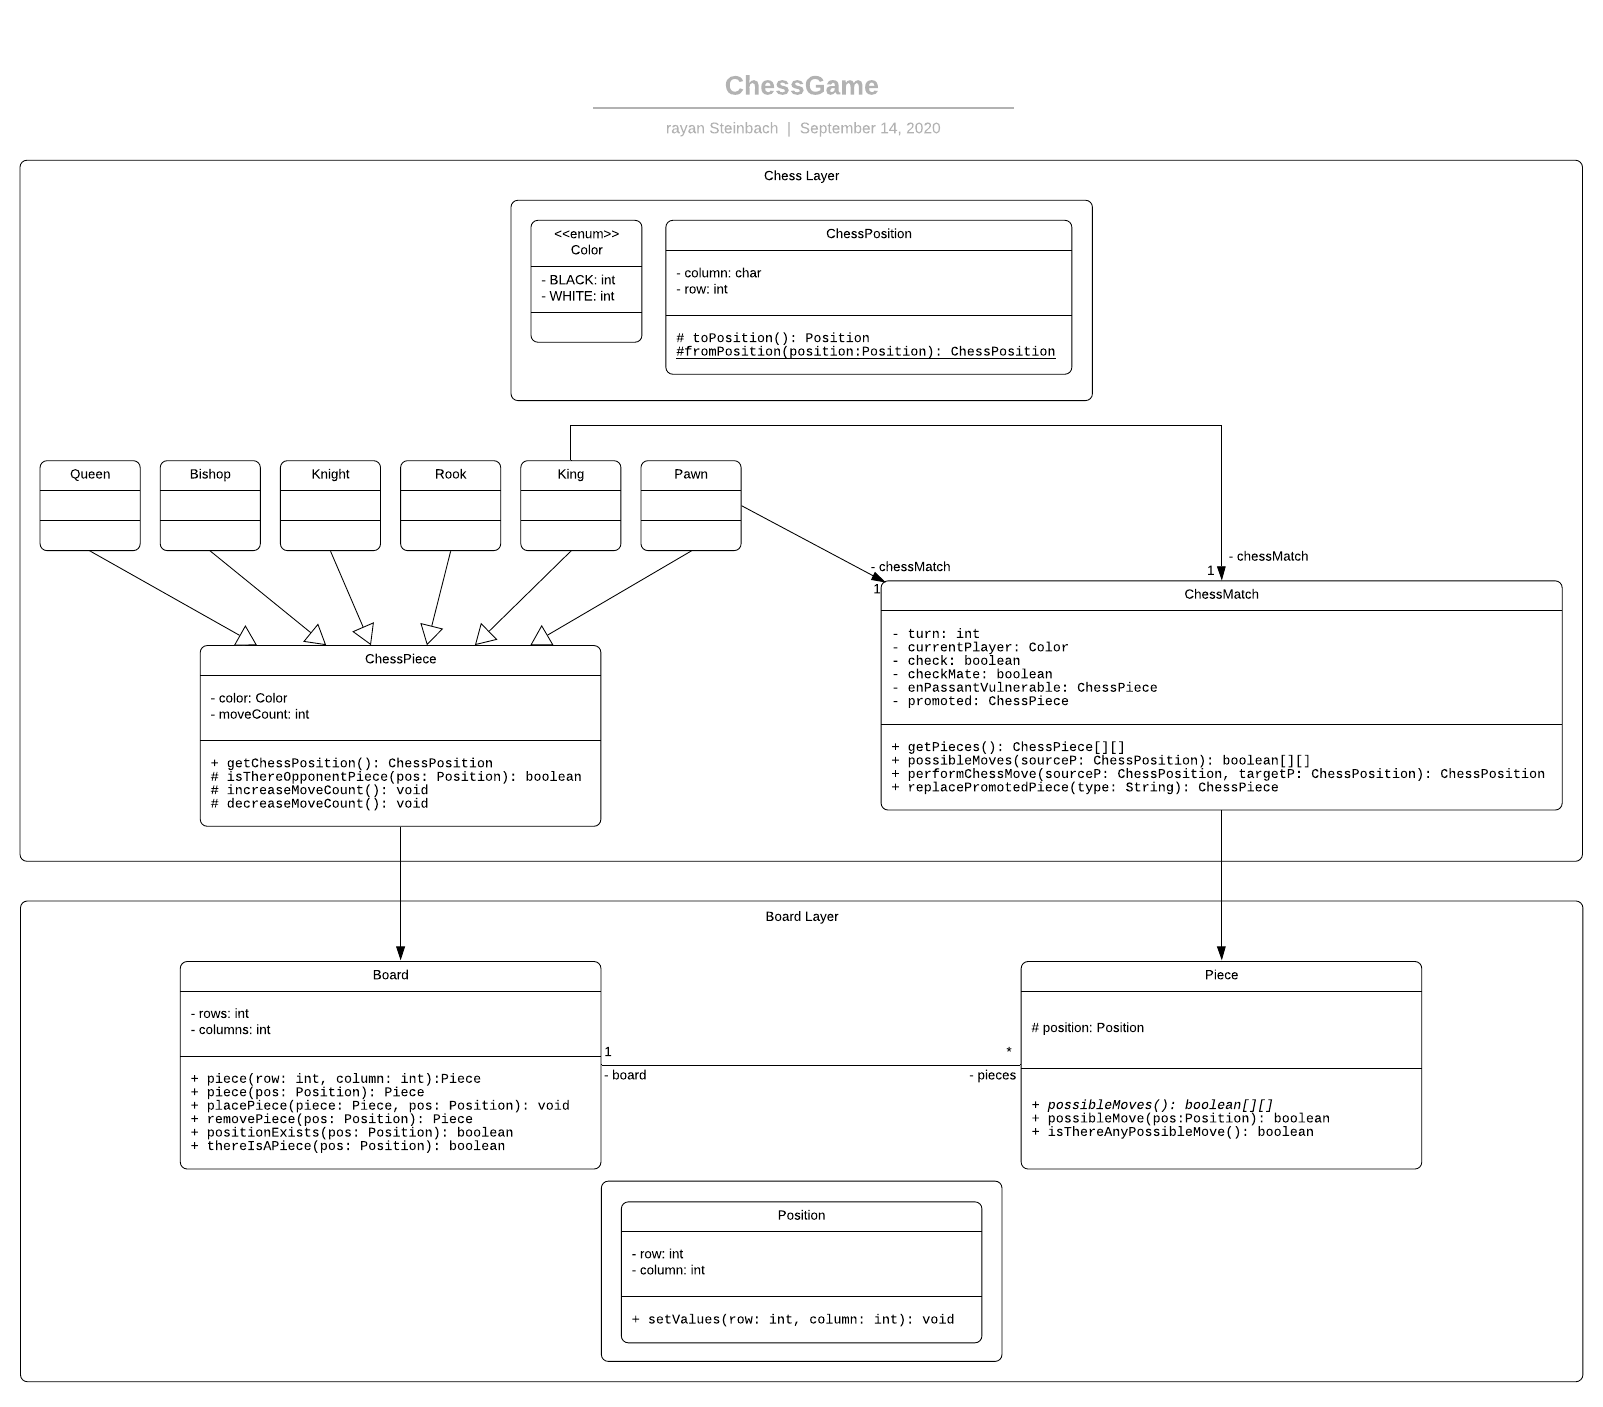 ChessGame
rayan Steinbach | September 14, 2020
Chess Layer
<<enum>>
Color
- BLACK: int
- WHITE: int
ChessPosition
- column: char
- row: int
# toPosition(): Position
#fromPosition(position:Position): ChessPosition
Queen
Bishop
Knight
Rook
King
Pawn
- chessMatch
1
- chessMatch
1
ChessPiece
- color: Color
- moveCount: int
+ getChessPosition(): ChessPosition
# isThereOpponentPiece(pos: Position): boolean
# increaseMoveCount(): void
# decreaseMoveCount(): void
ChessMatch
- turn: int
- currentPlayer: Color
- check: boolean
- checkMate: boolean
- enPassantVulnerable: ChessPiece
- promoted: ChessPiece
+ getPieces(): ChessPiece[][]
+ possibleMoves(sourceP: ChessPosition): boolean[][]
+ performChessMove(sourceP: ChessPosition, targetP: ChessPosition): ChessPosition
+ replacePromotedPiece(type: String): ChessPiece
Board Layer
Board
- rows: int
- columns: int
+ piece(row: int, column: int):Piece
+ piece(pos: Position): Piece
+ placePiece(piece: Piece, pos: Position): void
+ removePiece(pos: Position): Piece
+ positionExists(pos: Position): boolean
+ thereIsAPiece(pos: Position): boolean
1
- board
*
- pieces
Piece
# position: Position
+ possibleMoves(): boolean[][]
+ possibleMove(pos:Position): boolean
+ isThereAnyPossibleMove(): boolean
Position
- row: int
- column: int
+ setValues(row: int, column: int): void